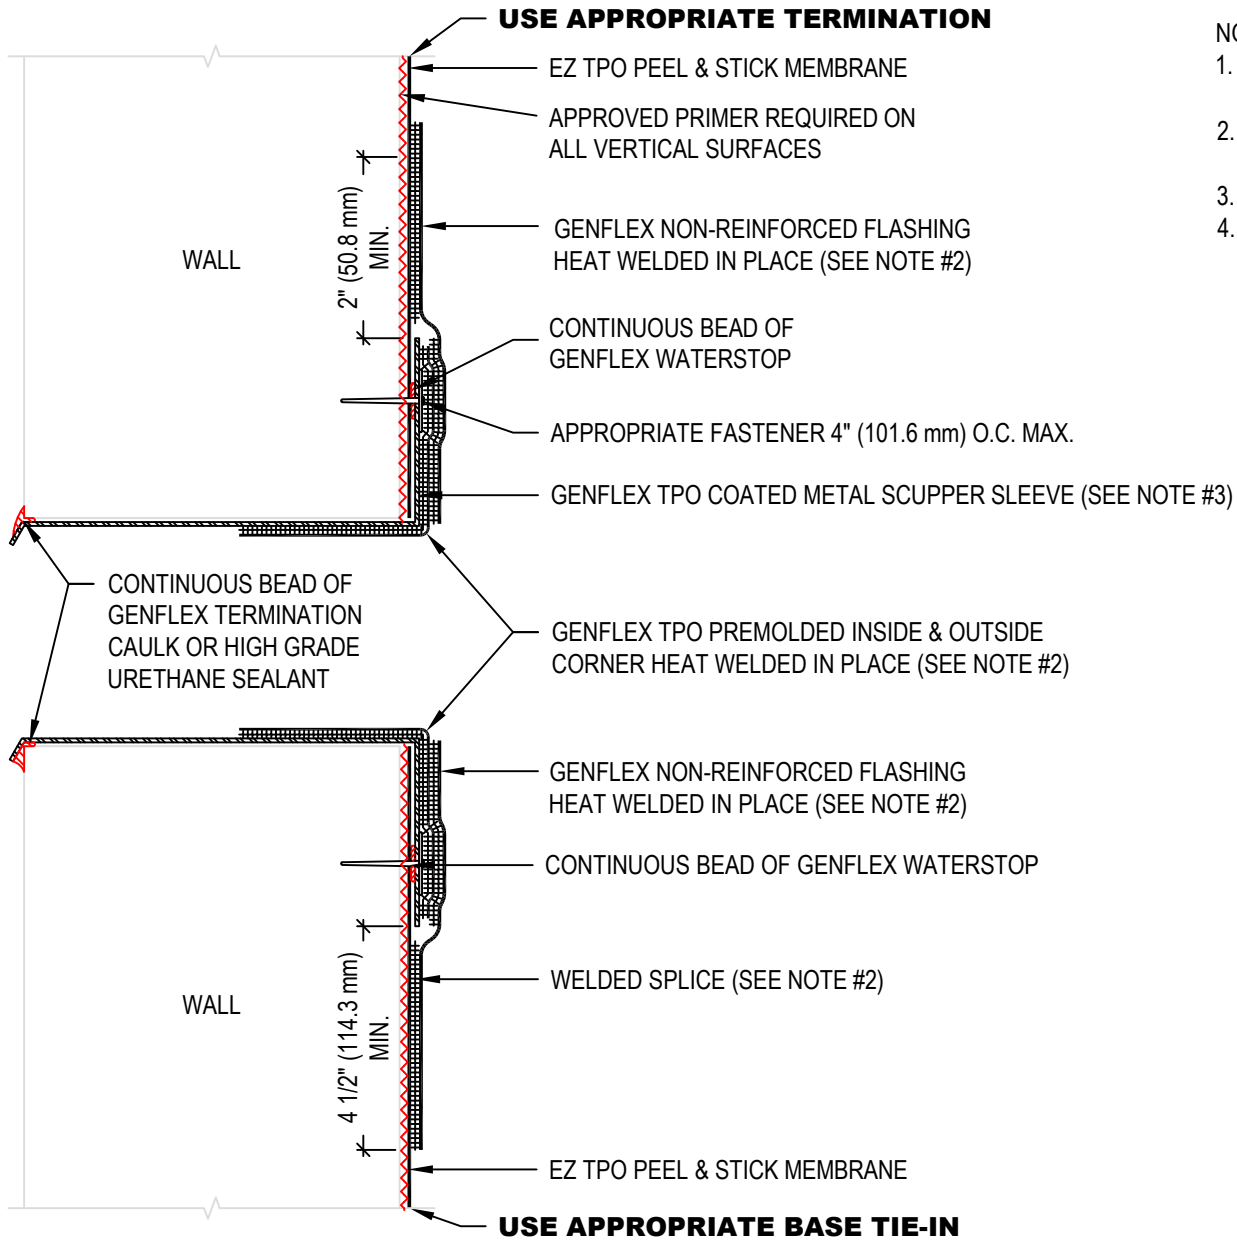 USE APPROPRIATE TERMINATION
EZ TPO PEEL & STICK MEMBRANE
APPROVED PRIMER REQUIRED ON
ALL VERTICAL SURFACES
2" (50.8 mm)
MIN.
WALL
GENFLEX NON-REINFORCED FLASHING
HEAT WELDED IN PLACE (SEE NOTE #2)
CONTINUOUS BEAD OF
GENFLEX WATERSTOP
APPROPRIATE FASTENER 4" (101.6 mm) O.C. MAX.
GENFLEX TPO COATED METAL SCUPPER SLEEVE (SEE NOTE #3)
CONTINUOUS BEAD OF
GENFLEX TERMINATION
CAULK OR HIGH GRADE
URETHANE SEALANT
GENFLEX TPO PREMOLDED INSIDE & OUTSIDE
CORNER HEAT WELDED IN PLACE (SEE NOTE #2)
GENFLEX NON-REINFORCED FLASHING
HEAT WELDED IN PLACE (SEE NOTE #2)
CONTINUOUS BEAD OF GENFLEX WATERSTOP
WELDED SPLICE (SEE NOTE #2)
WALL
4 1/2" (114.3 mm)
MIN.
EZ TPO PEEL & STICK MEMBRANE
USE APPROPRIATE BASE TIE-IN
1.
2.
3.
4.